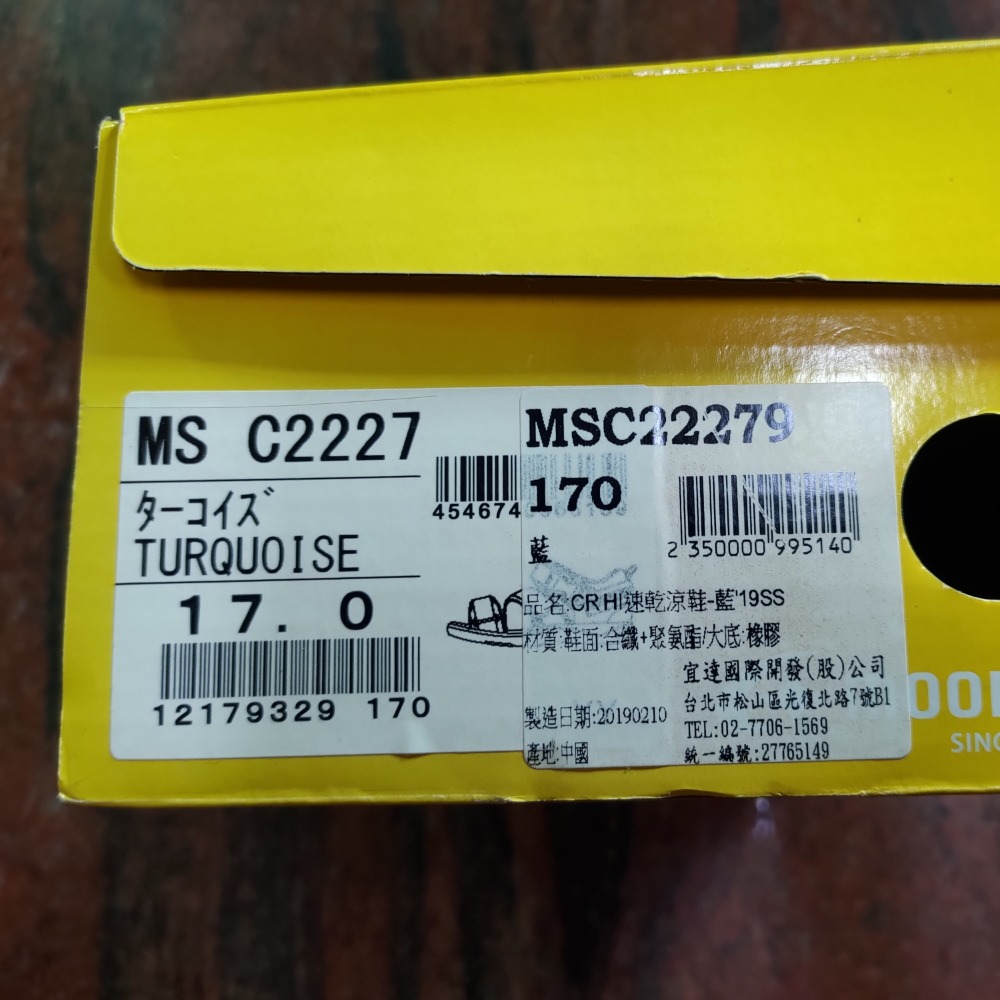 MS C2227
ターコイズ
TURQUOISE
454674
17. 0
12179329 170
MSC22279
170
2 350000 995140
藍
品名:CR HI速乾涼鞋-藍'19SS
材質:鞋面:合纖+聚氨酯/大底:橡膠
宜達國際開發(股)公司
台北市松山區光復北路7號B1
製造日期:20190210
TEL:02-7706-1569
產地:中國
統一編號:27765149